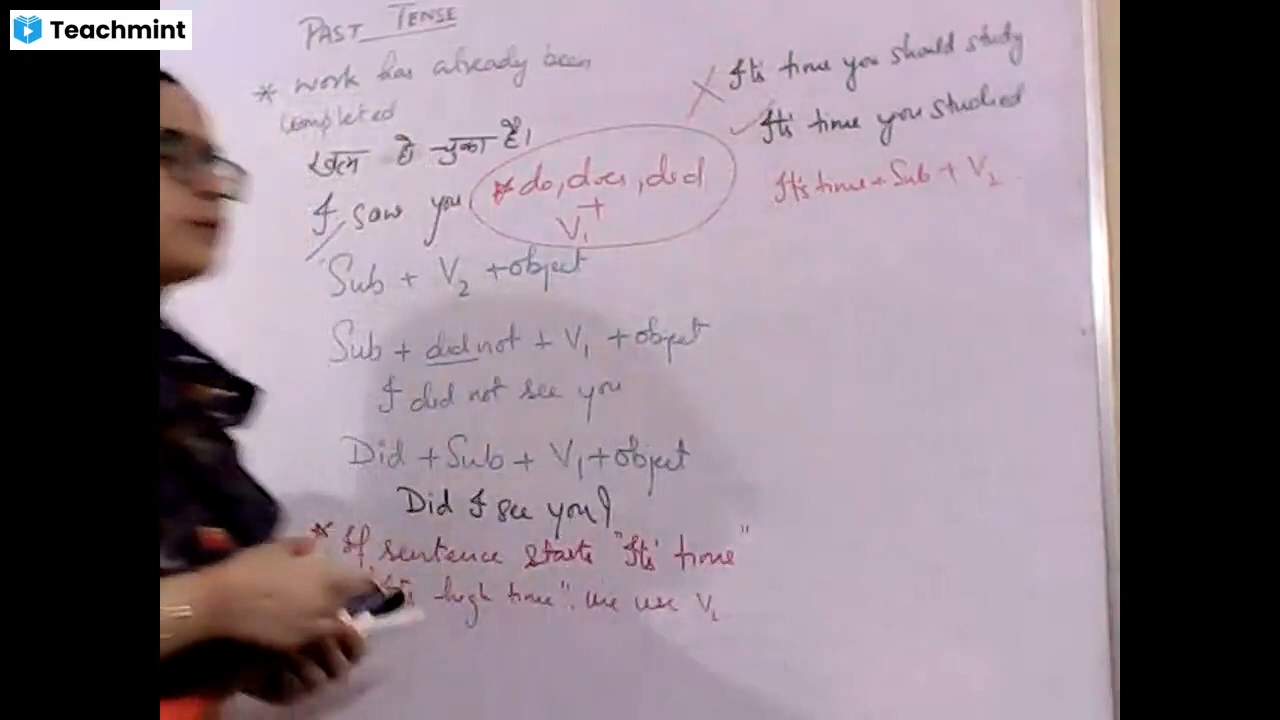 Teachmint
PAST TENSE
* work has already been
completed
खत्म हो चुका है।
I saw you
* do, does, did
+
V1
Sub + V2 + object
Sub + did not + V1 + object
I did not see you
Did + Sub + V1 + object
Did I see you?
* If sentence starts "It's time"
high time". we use V2
× It's time you should study
✓ It's time you studied
It's time + Sub + V2